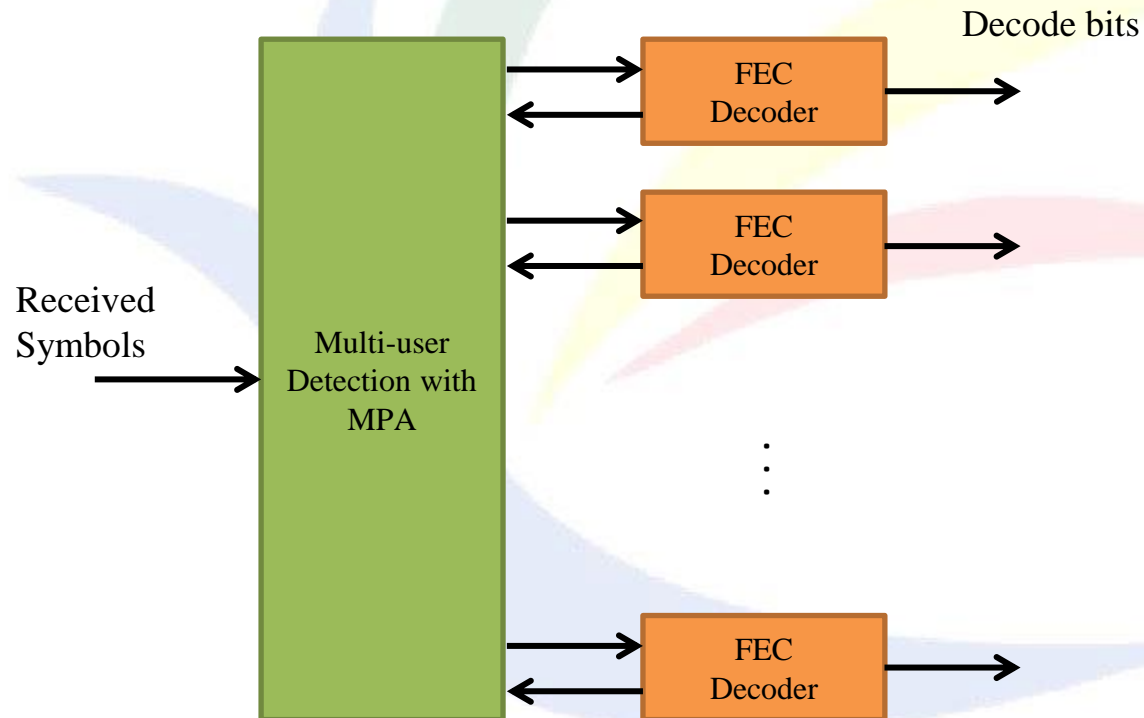 Decode bits
FEC
Decoder
FEC
Decoder
Received
Symbols
Multi-user
Detection with
MPA
FEC
Decoder